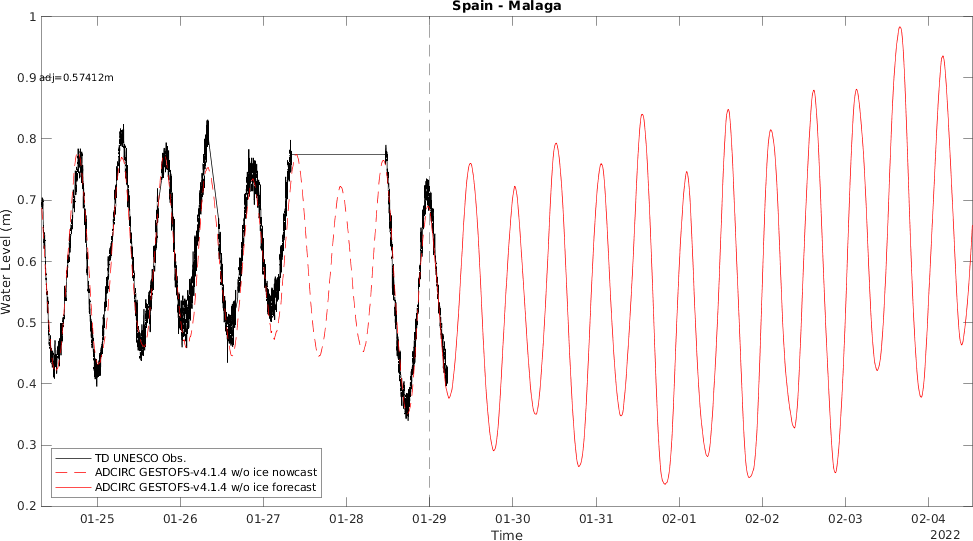 Spain - Malaga
1
0.9
adj=0.57412m
0.8
0.7
0.6
0.5
0.4
0.3
0.2
Water Level (m)
TD UNESCO Obs.
ADCIRC GESTOFS-v4.1.4 w/o ice nowcast
ADCIRC GESTOFS-v4.1.4 w/o ice forecast
01-25 01-26 01-27 01-28 01-29 01-30 01-31 02-01 02-02 02-03 02-04
Time
2022